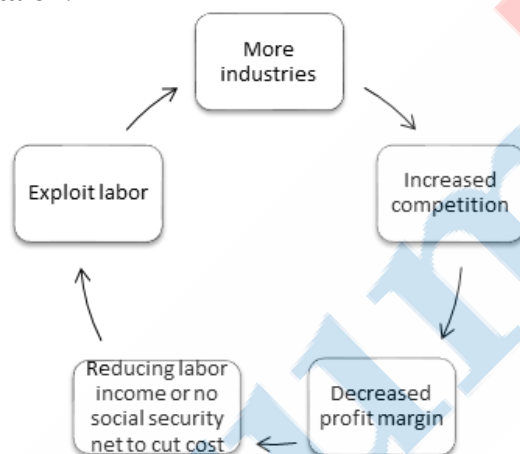 More
industries
Increased
competition
Decreased
profit margin
Reducing labor
income or no
social security
net to cut cost
Exploit labor